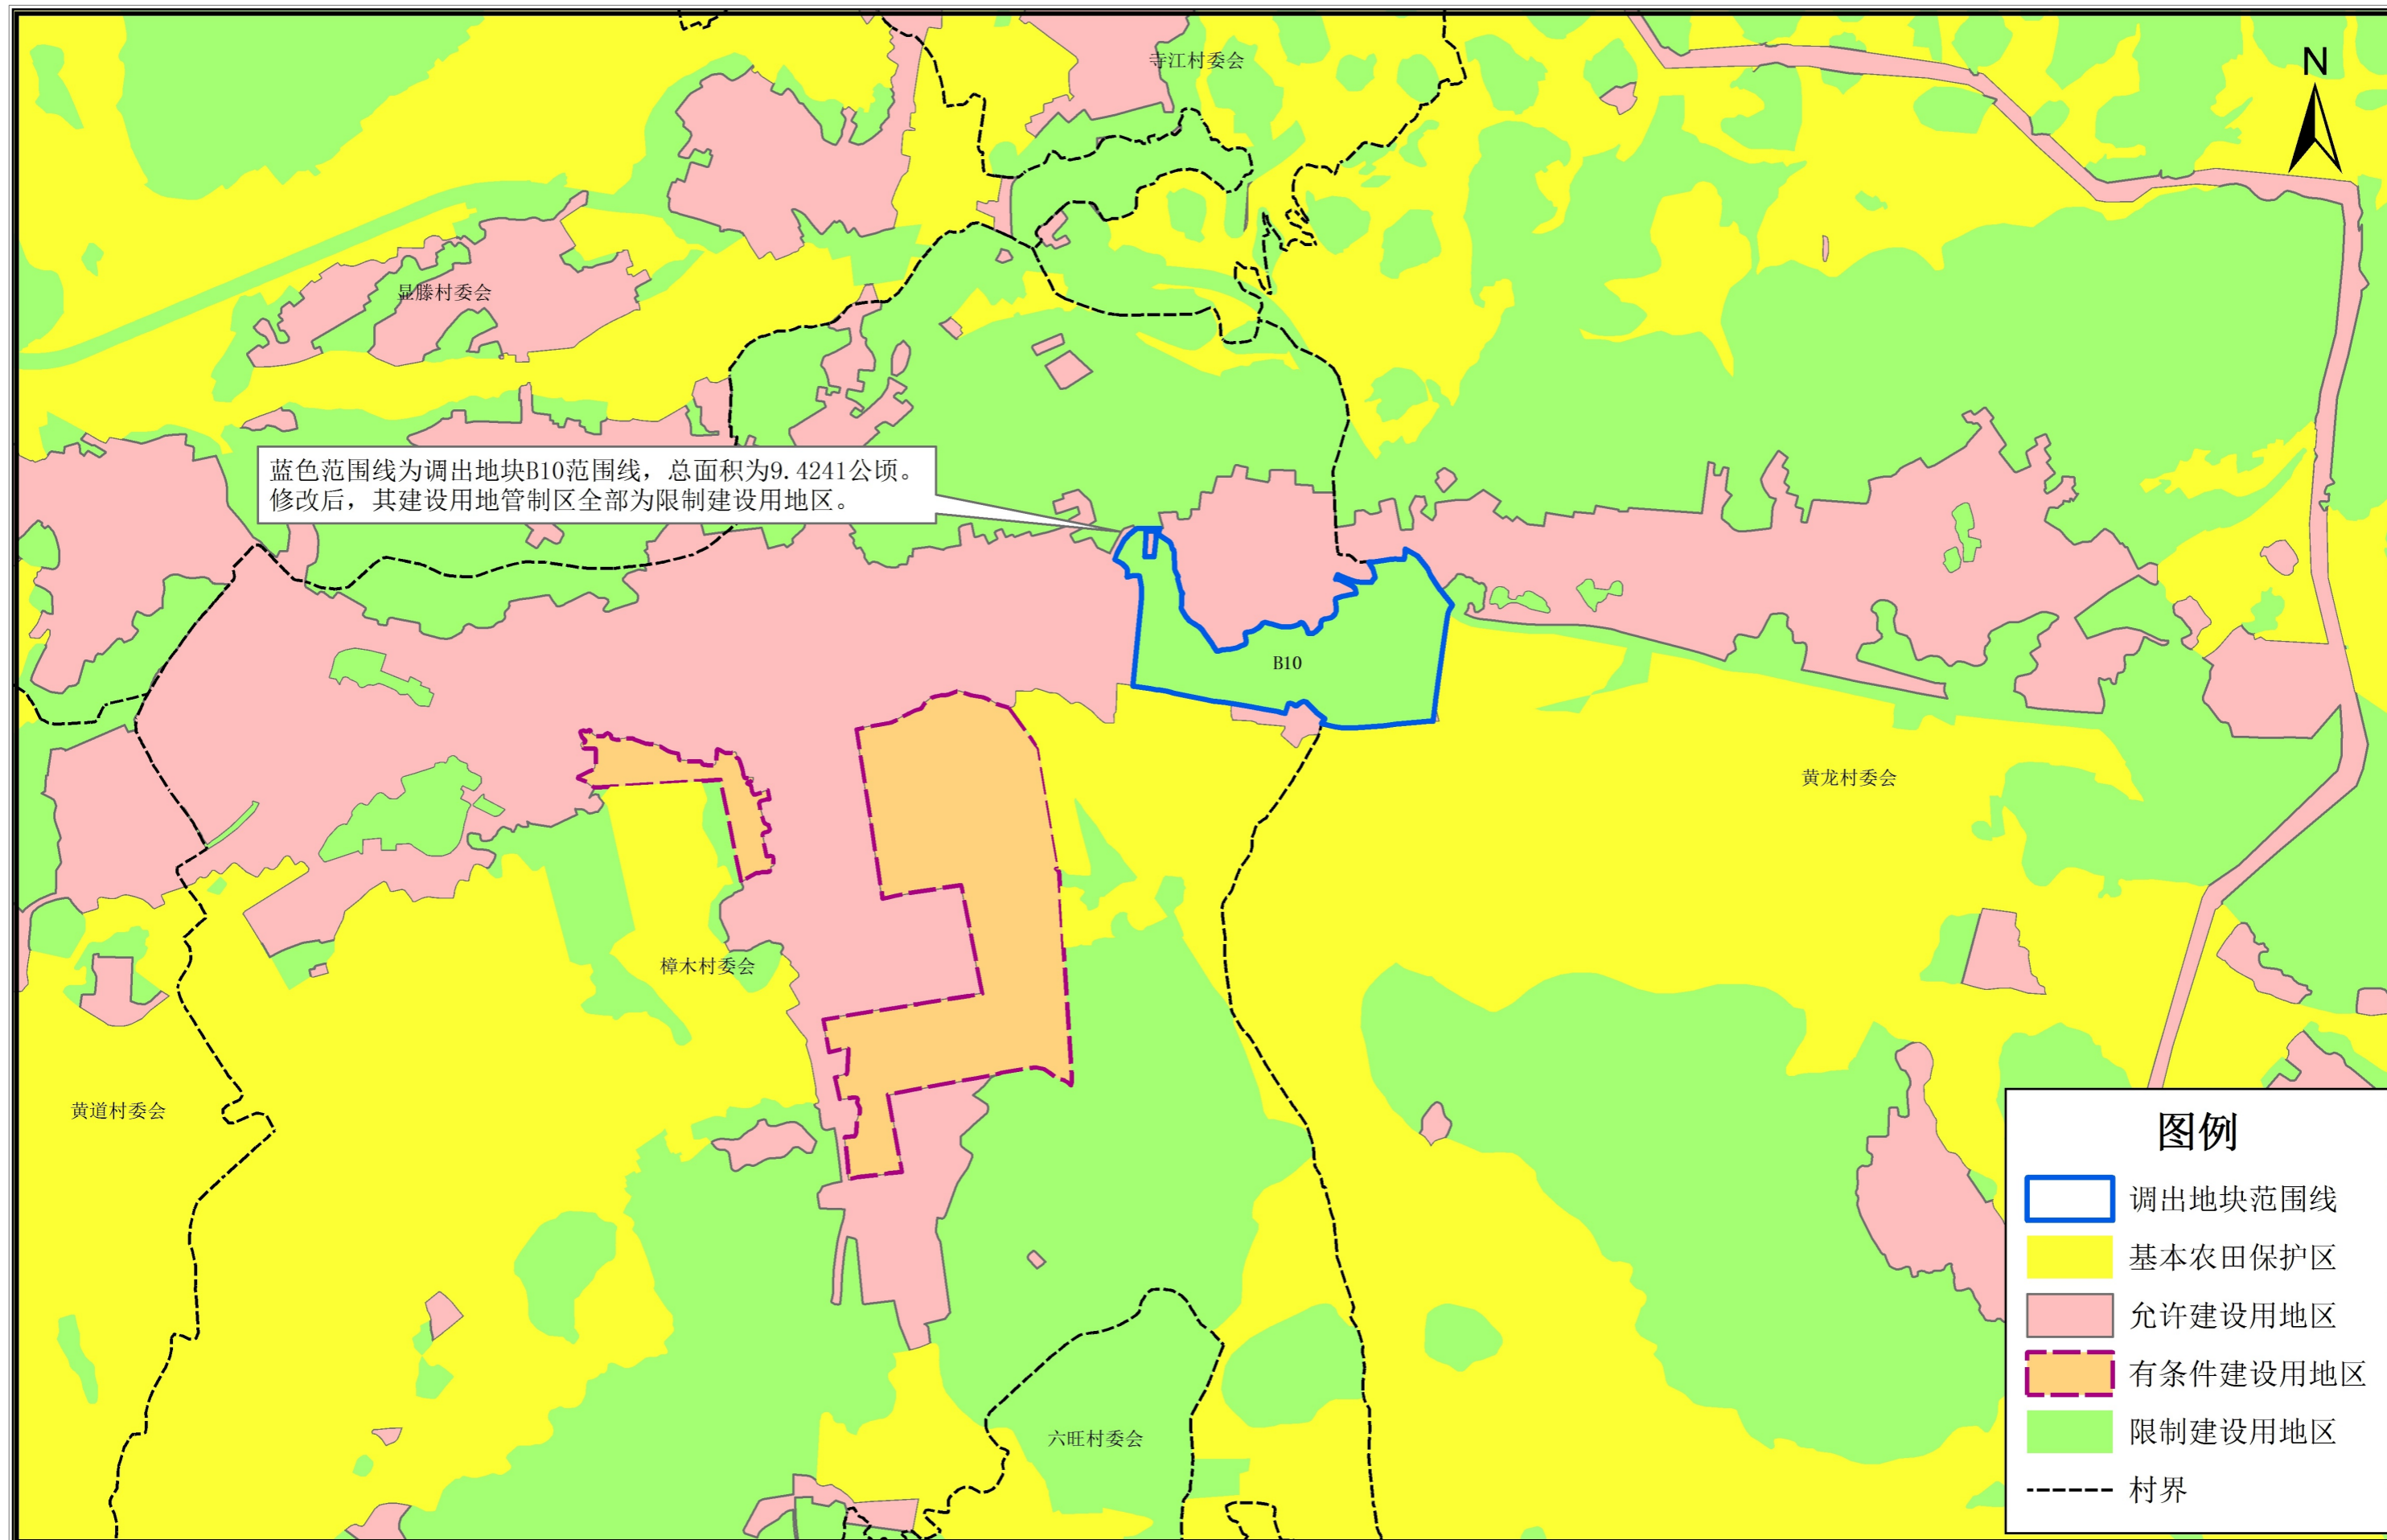 寺江村委会
N
显滕村委会
蓝色范围线为调出地块B10范围线，总面积为9.4241公顷。
修改后，其建设用地管制区全部为限制建设用地区。
B10
黄龙村委会
樟木村委会
黄道村委会
六旺村委会
图例
调出地块范围线
基本农田保护区
允许建设用地区
有条件建设用地区
限制建设用地区
村界